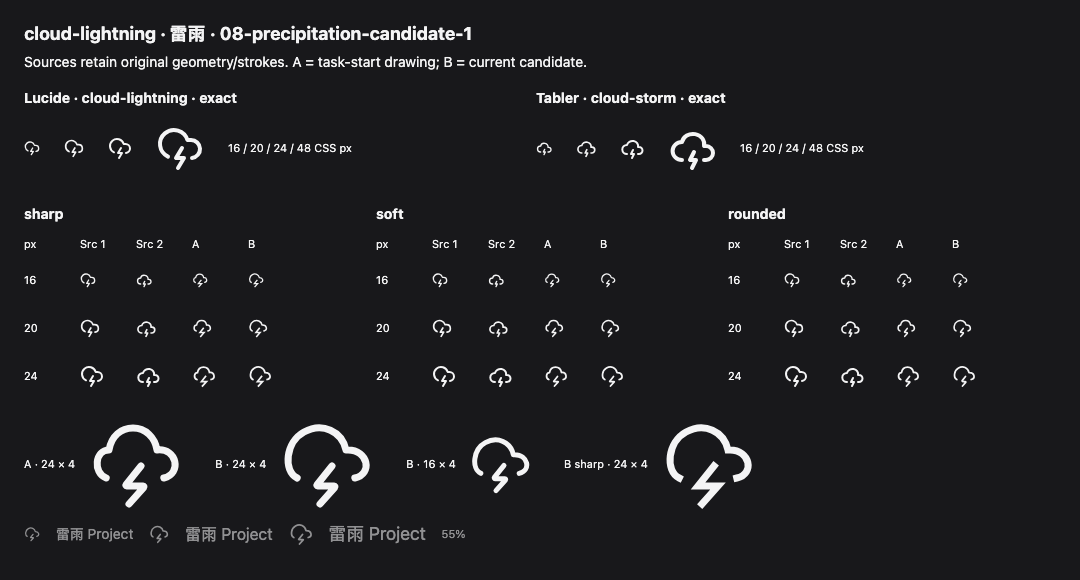 cloud-lightning · 雷雨 · 08-precipitation-candidate-1
Sources retain original geometry/strokes. A = task-start drawing; B = current candidate.
Lucide · cloud-lightning · exact
Tabler · cloud-storm · exact
16 / 20 / 24 / 48 CSS px
16 / 20 / 24 / 48 CSS px
sharp
soft
rounded
px Src 1 Src 2 A B
px Src 1 Src 2 A B
px Src 1 Src 2 A B
16
16
16
20
20
20
24
24
24
A · 24 × 4
B · 24 × 4
B · 16 × 4
B sharp · 24 × 4
雷雨 Project
雷雨 Project
雷雨 Project
55%